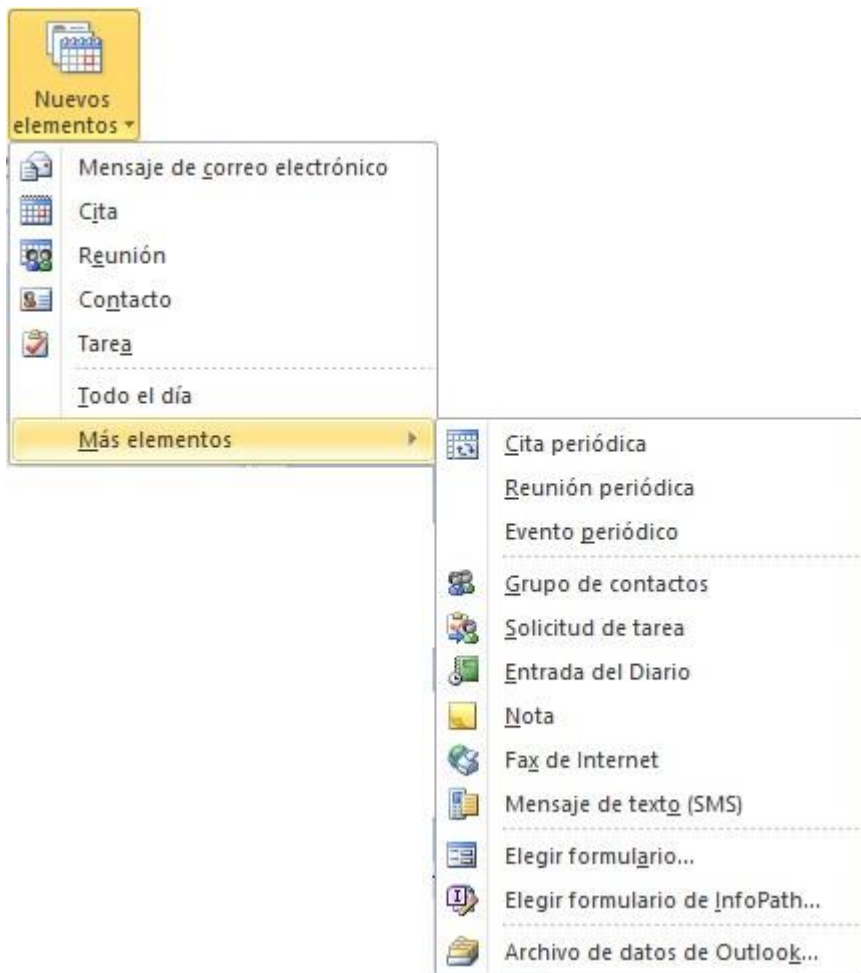 Nuevos
elementos
Mensaje de correo electrónico
Cita
Reunión
Contacto
Tarea
Todo el día
Más elementos
Cita periódica
Reunión periódica
Evento periódico
Grupo de contactos
Solicitud de tarea
Entrada del Diario
Nota
Fax de Internet
Mensaje de texto (SMS)
Elegir formulario...
Elegir formulario de InfoPath...
Archivo de datos de Outlook...